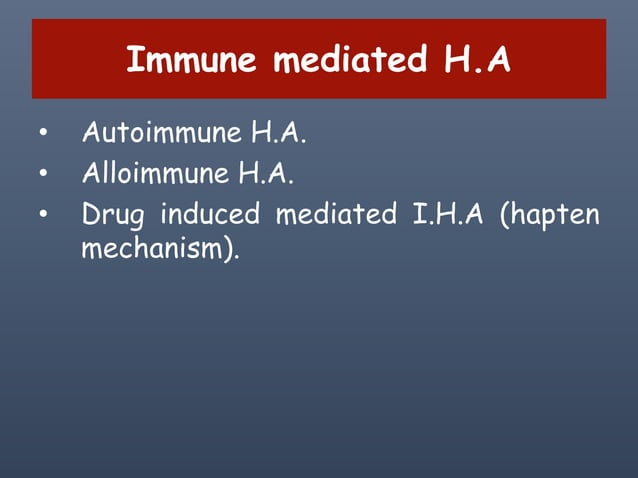 Immune mediated H.A
• Autoimmune H.A.
• Alloimmune H.A.
• Drug induced mediated I.H.A (hapten
mechanism).